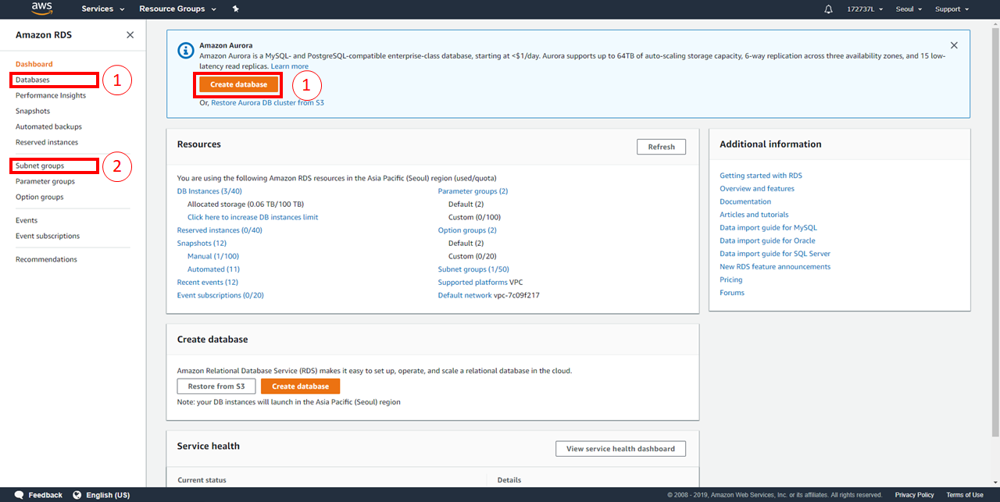 aws
Services
Resource Groups
172737L
Seoul
Support
Amazon RDS
Dashboard
Databases
1
Performance Insights
Snapshots
Automated backups
Reserved instances
Subnet groups
2
Parameter groups
Option groups
Events
Event subscriptions
Recommendations
Amazon Aurora
Amazon Aurora is a MySQL- and PostgreSQL-compatible enterprise-class database, starting at <$1/day. Aurora supports up to 64TB of auto-scaling storage capacity, 6-way replication across three availability zones, and 15 low-
latency read replicas. Learn more
Create database
1
Or, Restore Aurora DB cluster from S3
Resources
Refresh
You are using the following Amazon RDS resources in the Asia Pacific (Seoul) region (used/quota)
DB Instances (3/40)
Allocated storage (0.06 TB/100 TB)
Click here to increase DB instances limit
Reserved instances (0/40)
Snapshots (12)
Manual (1/100)
Automated (11)
Recent events (12)
Event subscriptions (0/20)
Parameter groups (2)
Default (2)
Custom (0/100)
Option groups (2)
Default (2)
Custom (0/20)
Subnet groups (1/50)
Supported platforms VPC
Default network vpc-7c09f217
Additional information
Getting started with RDS
Overview and features
Documentation
Articles and tutorials
Data import guide for MySQL
Data import guide for Oracle
Data import guide for SQL Server
New RDS feature announcements
Pricing
Forums
Create database
Amazon Relational Database Service (RDS) makes it easy to set up, operate, and scale a relational database in the cloud.
Restore from S3
Create database
Note: your DB instances will launch in the Asia Pacific (Seoul) region
Service health
View service health dashboard
Current status
Details
Feedback
English (US)
© 2008 - 2019, Amazon Web Services, Inc. or its affiliates. All rights reserved.
Privacy Policy
Terms of Use